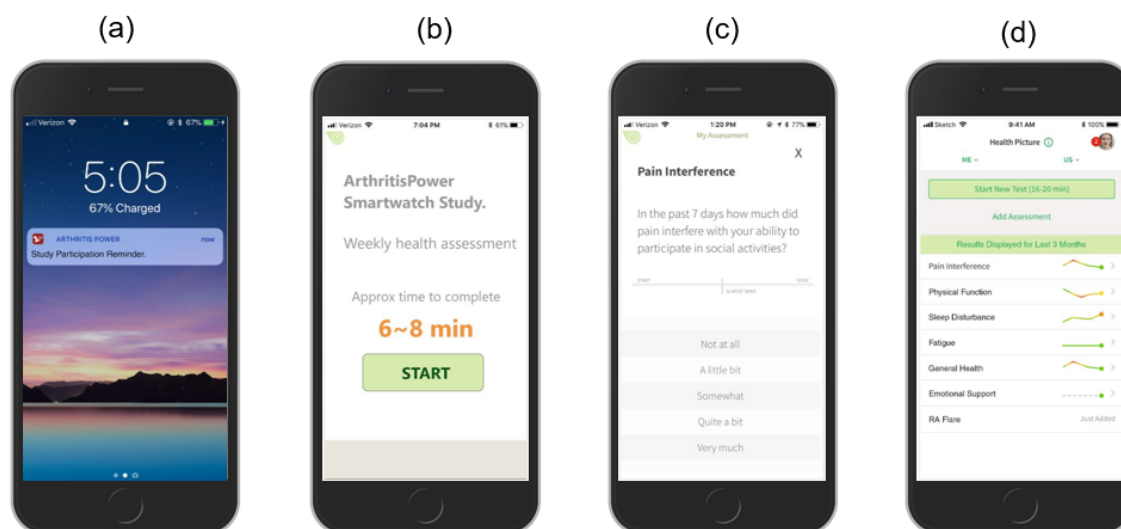 (a)
(b)
(c)
(d)
Verizon
67%
5:05
67% Charged
ARTHRITIS POWER
now
Study Participation Reminder.
Verizon
7:04 PM
61%
ArthritisPower
Smartwatch Study.
Weekly health assessment
Approx time to complete
6~8 min
START
Verizon
1:20 PM
77%
My Assessment
X
Pain Interference
In the past 7 days how much did
pain interfere with your ability to
participate in social activities?
START
ALMOST DONE
DONE!
Not at all
A little bit
Somewhat
Quite a bit
Very much
Sketch
9:41 AM
100%
Health Picture
2
ME
US
Start New Test (16-20 min)
Add Assessment
Results Displayed for Last 3 Months
Pain Interference
Physical Function
Sleep Disturbance
Fatigue
General Health
Emotional Support
RA Flare
Just Added